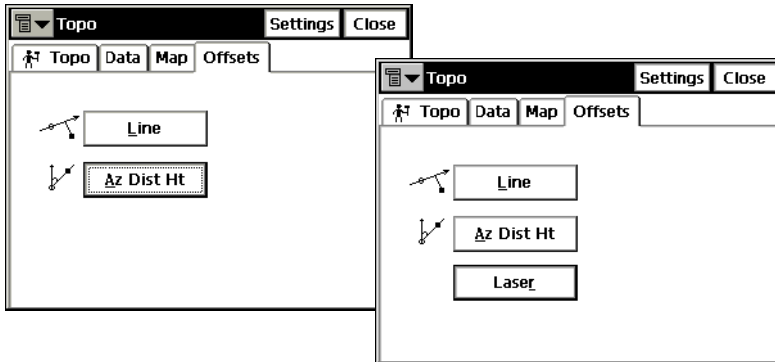 Topo Settings Close
Topo Data Map Offsets
Line
Az Dist Ht
Topo Settings Close
Topo Data Map Offsets
Line
Az Dist Ht
Laser